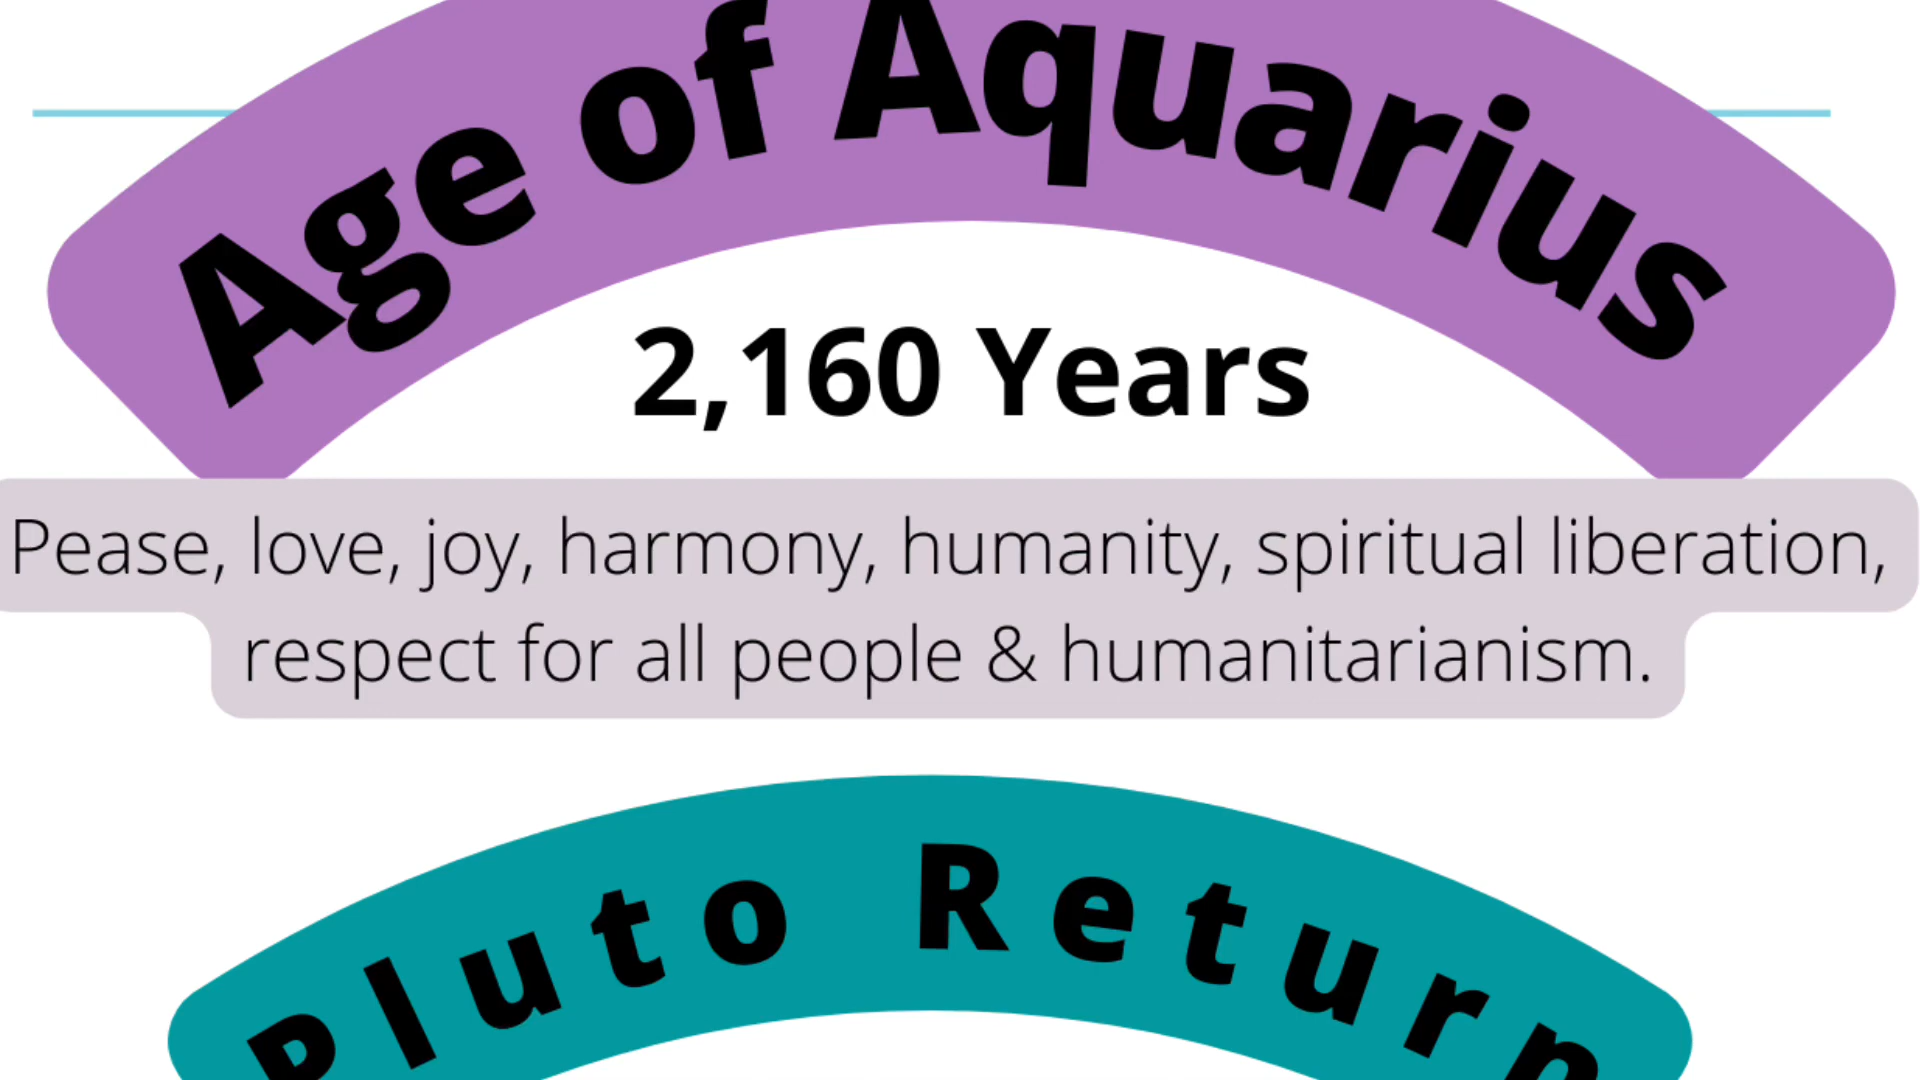 Age of Aquarius
2,160 Years
Pease, love, joy, harmony, humanity, spiritual liberation,
respect for all people & humanitarianism.
Pluto Return